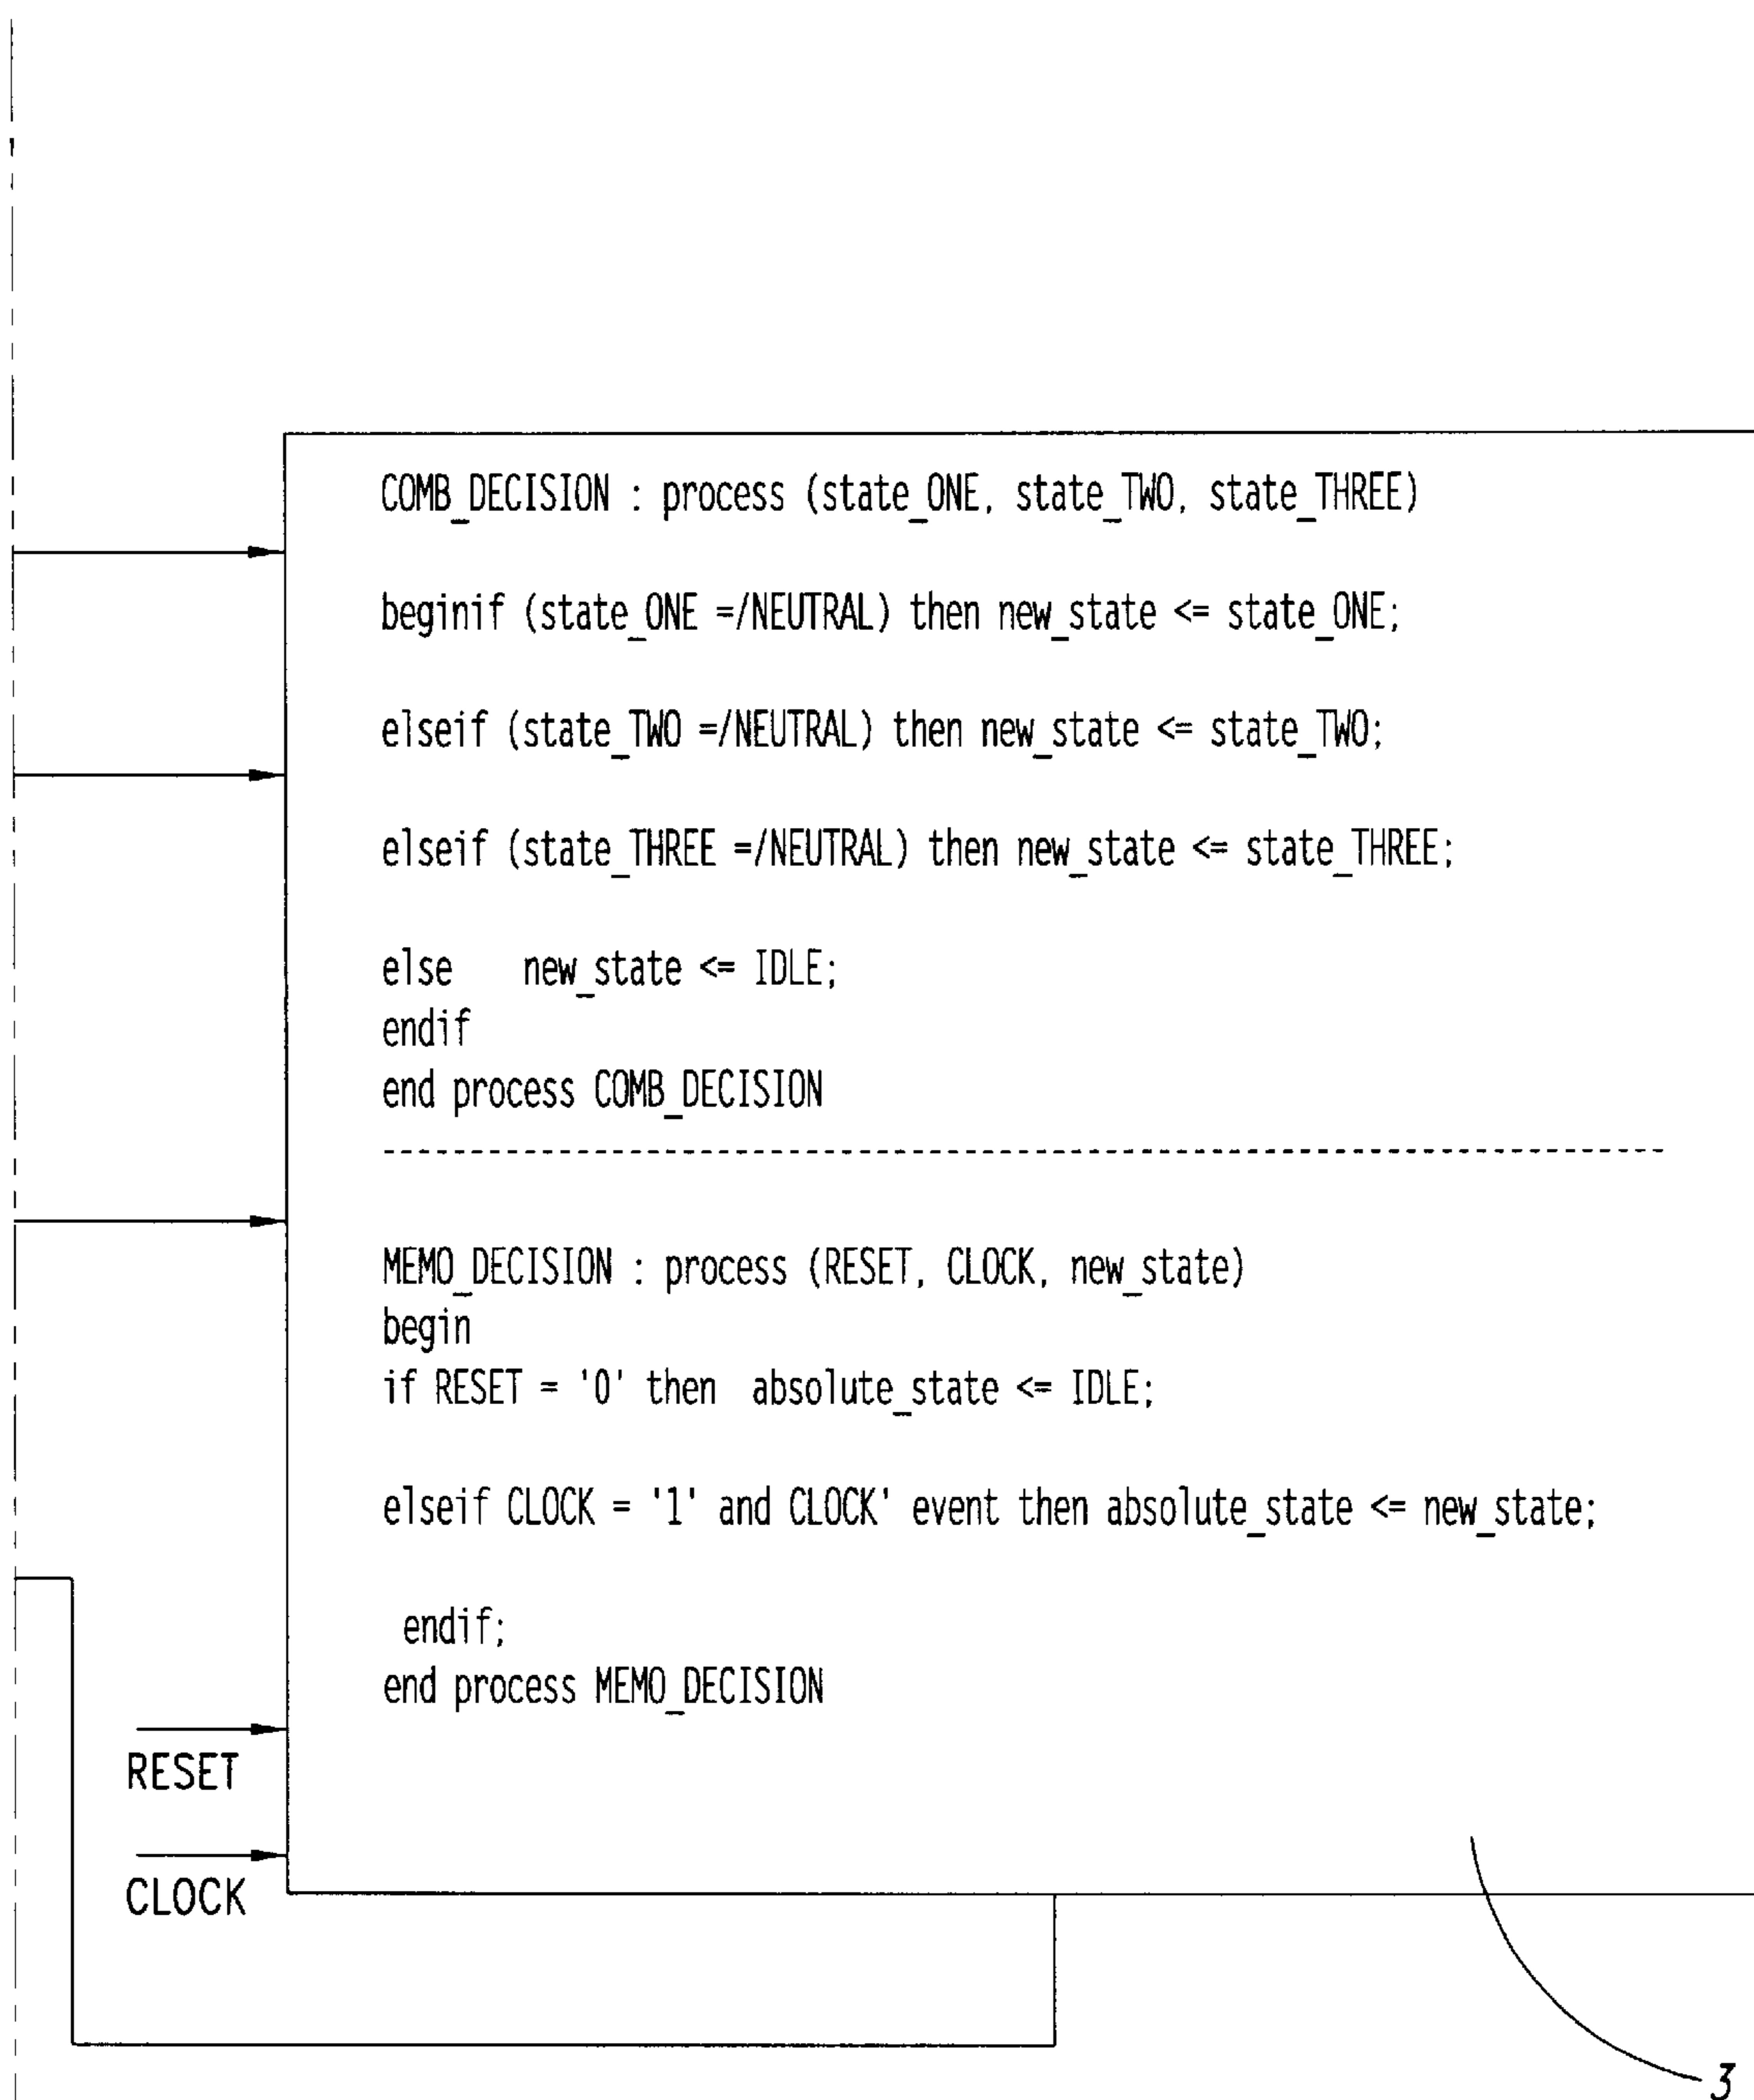 COMB_DECISION : process (state_ONE, state_TWO, state_THREE)
beginif (state_ONE =/NEUTRAL) then new_state <= state_ONE;
elseif (state_TWO =/NEUTRAL) then new_state <= state_TWO;
elseif (state_THREE =/NEUTRAL) then new_state <= state_THREE;
else new_state <= IDLE;
endif
end process COMB_DECISION
MEMO_DECISION : process (RESET, CLOCK, new_state)
begin
if RESET = '0' then absolute_state <= IDLE;
elseif CLOCK = '1' and CLOCK' event then absolute_state <= new_state;
endif;
end process MEMO_DECISION
RESET
CLOCK
3